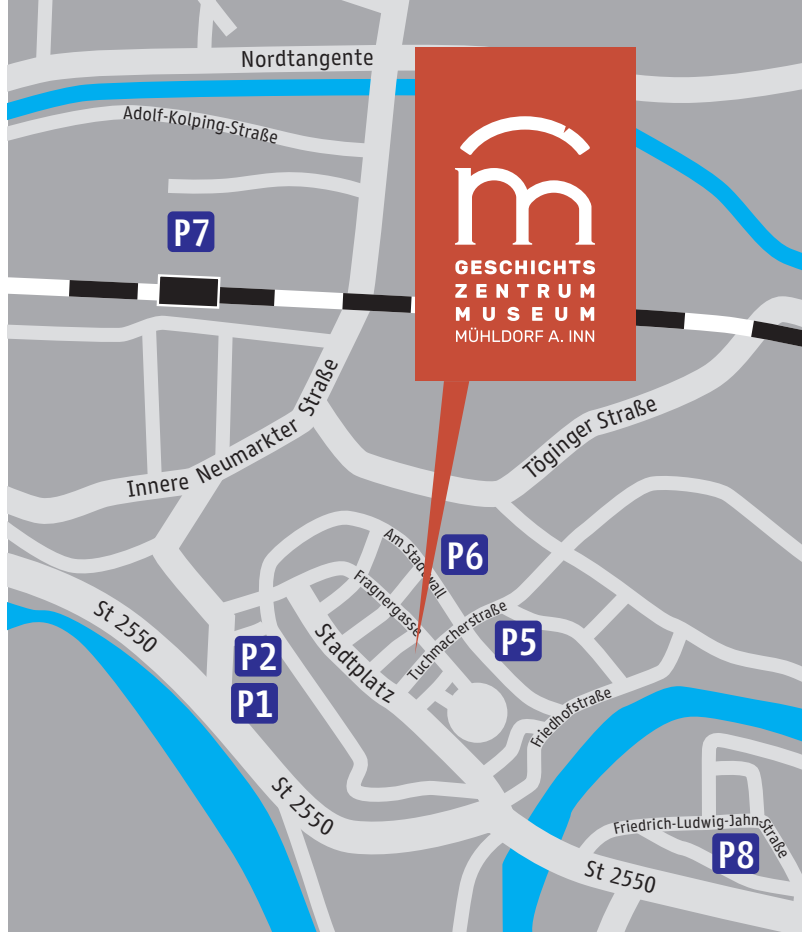 Nordtangente
Adolf-Kolping-Straße
P7
GESCHICHTS
ZENTRUM
MUSEUM
MÜHLDORF A. INN
Innere Neumarkter Straße
Töginger Straße
Am Stadtwall
P6
Fragnergasse
Tuchmacherstraße
St 2550
P2
P1
Stadtplatz
P5
Friedhofstraße
St 2550
Friedrich-Ludwig-Jahn-Straße
P8
St 2550